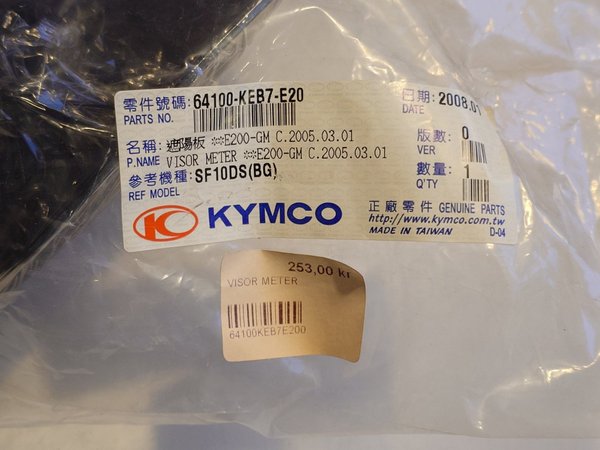 零件號碼: 64100-KEB7-E20
PARTS NO.
日期: 2008.01
DATE
名稱: 遮陽板 **E200-GM C.2005.03.01
P.NAME VISOR METER **E200-GM C.2005.03.01
版數: 0
VER
參考機種: SF10DS(BG)
REF MODEL
數量: 1
Q'TY
KYMCO
正廠零件 GENUINE PARTS
http://www.kymco.com.tw
MADE IN TAIWAN D-04
253,00 kr
VISOR METER
64100KEB7E200